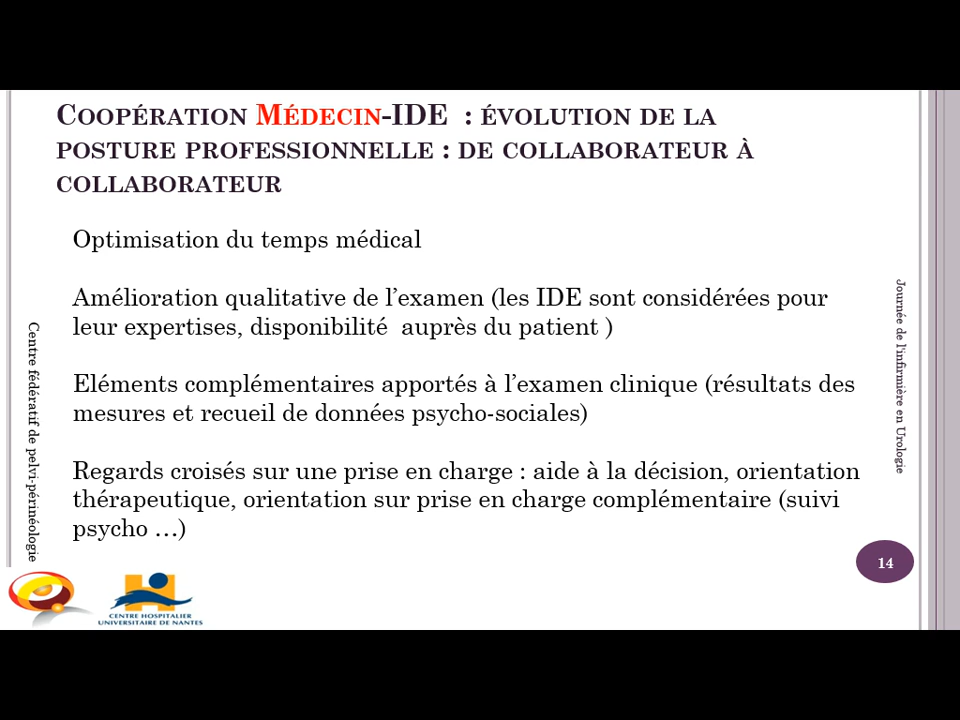 Coopération Médecin-IDE : évolution de la
posture professionnelle : de collaborateur à
collaborateur
Optimisation du temps médical
Amélioration qualitative de l’examen (les IDE sont considérées pour
leur expertises, disponibilité auprès du patient )
Eléments complémentaires apportés à l’examen clinique (résultats des
mesures et recueil de données psycho-sociales)
Regards croisés sur une prise en charge : aide à la décision, orientation
thérapeutique, orientation sur prise en charge complémentaire (suivi
psycho …)
Centre fédératif de pelvi-périnéologie
Journée de l'infirmière en Urologie
14
CENTRE HOSPITALIER
UNIVERSITAIRE DE NANTES